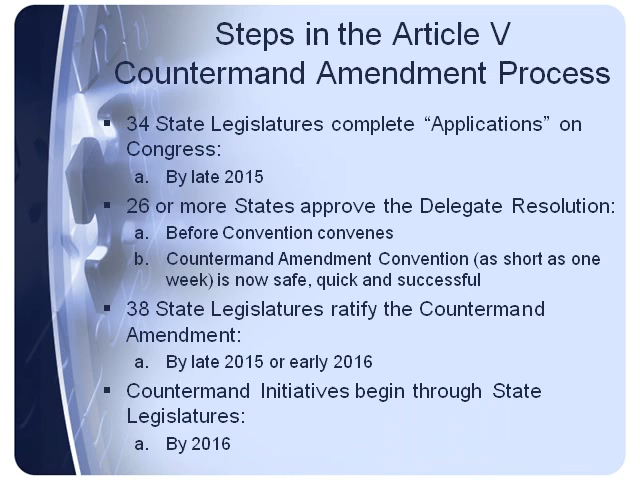 Steps in the Article V
Countermand Amendment Process
▪ 34 State Legislatures complete “Applications” on
Congress:
a. By late 2015
▪ 26 or more States approve the Delegate Resolution:
a. Before Convention convenes
b. Countermand Amendment Convention (as short as one
week) is now safe, quick and successful
▪ 38 State Legislatures ratify the Countermand
Amendment:
a. By late 2015 or early 2016
▪ Countermand Initiatives begin through State
Legislatures:
a. By 2016